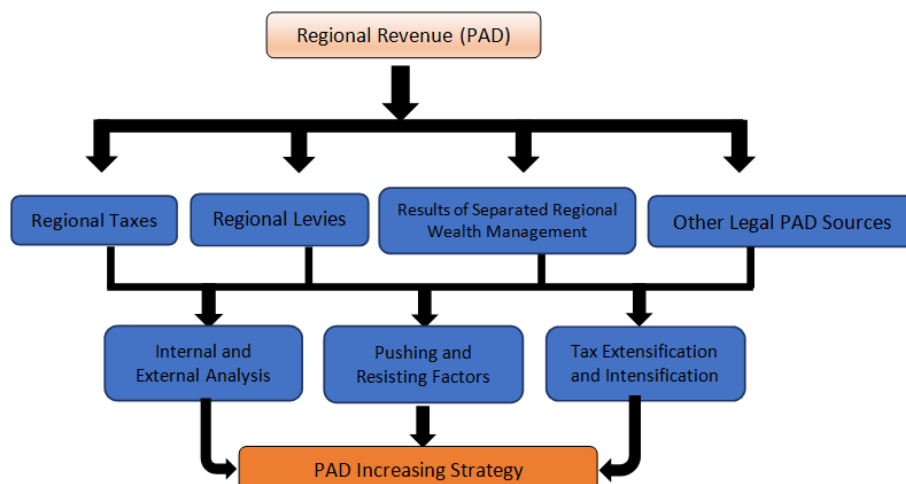 Regional Revenue (PAD)
Regional Taxes
Regional Levies
Results of Separated Regional
Wealth Management
Other Legal PAD Sources
Internal and
External Analysis
Pushing and
Resisting Factors
Tax Extensification
and Intensification
PAD Increasing Strategy